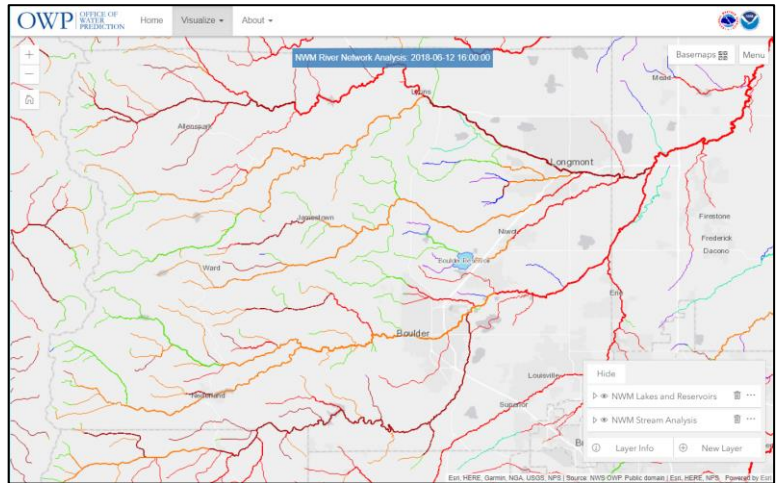 OWP OFFICE OF WATER PREDICTION
Home
Visualize
About
NWM River Network Analysis: 2018-06-12 16:00:00
Basemaps
Menu
Mead
Lyons
Allenspark
Longmont
Firestone
Frederick
Dacono
Jamestown
Niwot
Boulder Reservoir
Ward
Erie
Boulder
Nederland
Louisville
Superior
Hide
NWM Lakes and Reservoirs
NWM Stream Analysis
Layer Info
New Layer
Esri, HERE, Garmin, NGA, USGS, NPS | Source: NWS OWP. Public domain | Esri, HERE, NPS
Powered by Esri